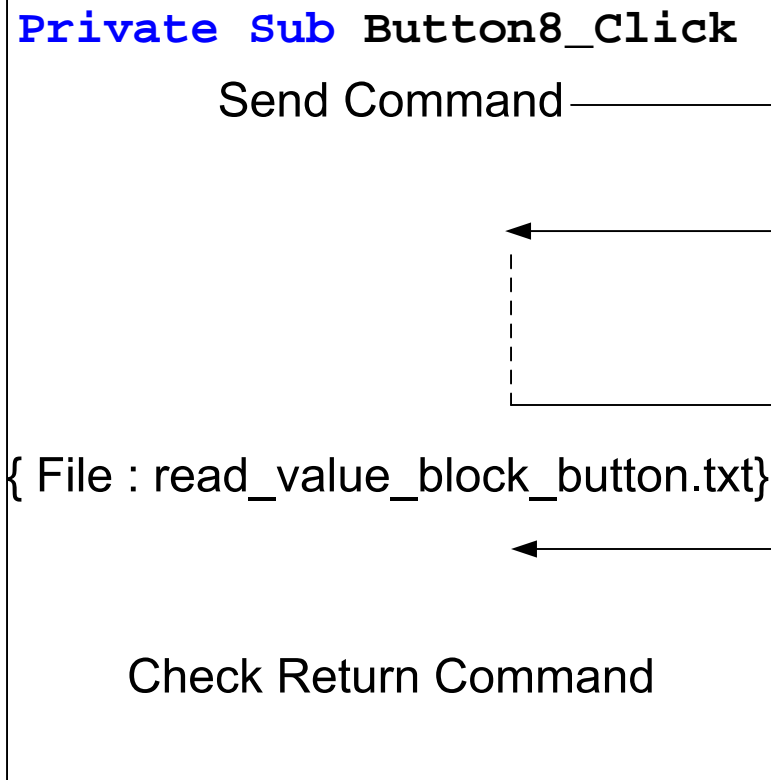 Private Sub Button8_Click
Send Command
{ File : read_value_block_button.txt}
Check Return Command